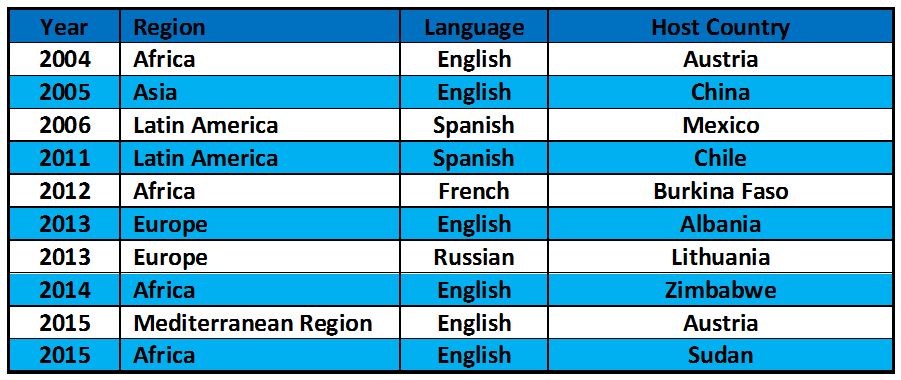 Year Region Language Host Country
2004 Africa English Austria
2005 Asia English China
2006 Latin America Spanish Mexico
2011 Latin America Spanish Chile
2012 Africa French Burkina Faso
2013 Europe English Albania
2013 Europe Russian Lithuania
2014 Africa English Zimbabwe
2015 Mediterranean Region English Austria
2015 Africa English Sudan